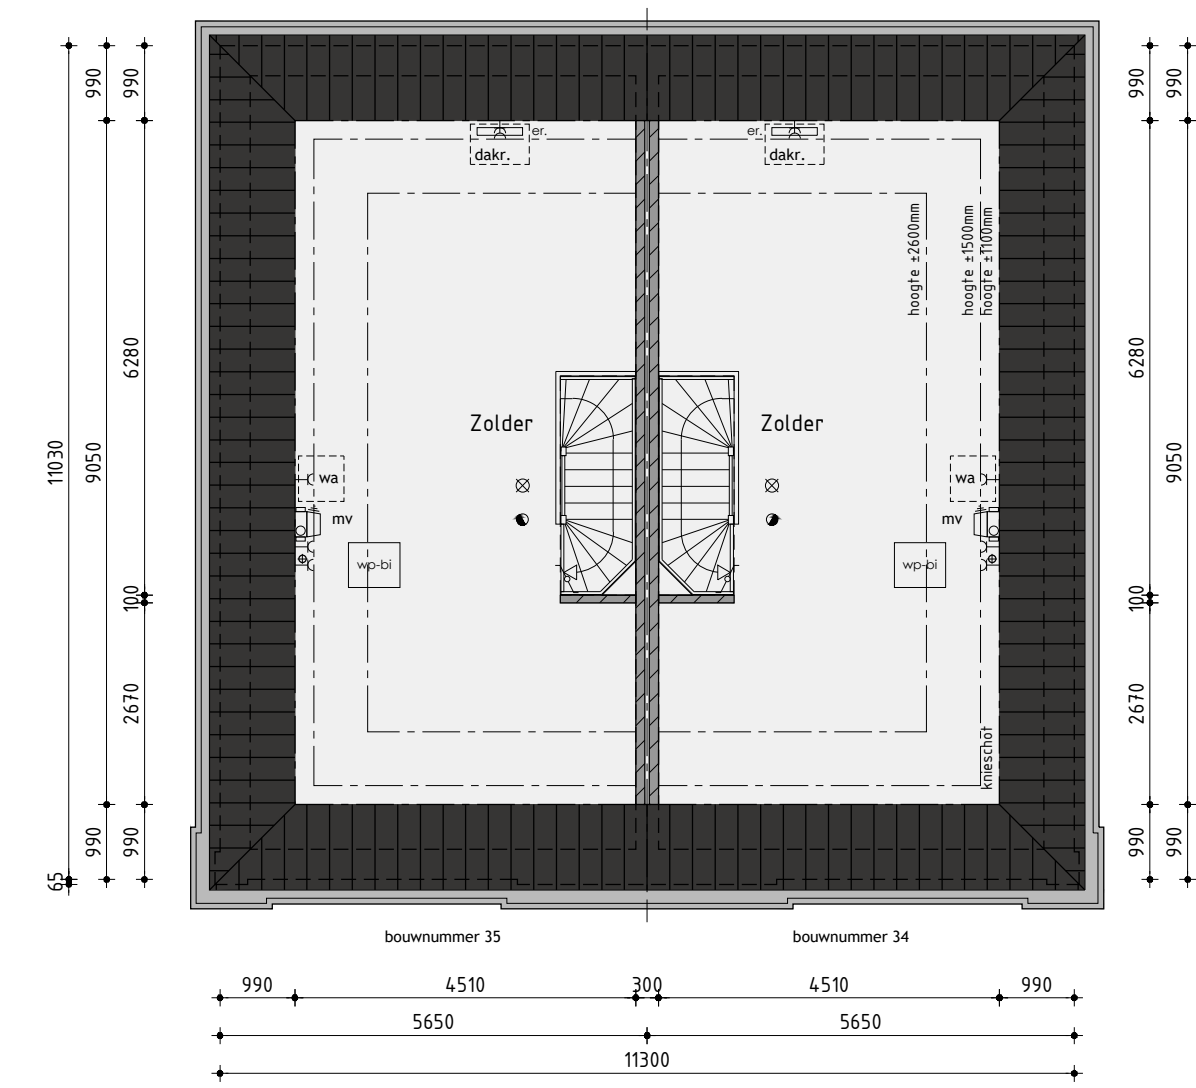 990
990
990
990
er.
er.
dakr.
dakr.
hoogte ±2600mm
hoogte ±1500mm
hoogte ±1100mm
6280
6280
Zolder
Zolder
11030
9050
9050
wa
wa
mv
mv
wp-bi
wp-bi
100
100
2670
2670
knieschot
990
990
990
990
65
bouwnummer 35
bouwnummer 34
990
4510
300
4510
990
5650
5650
11300